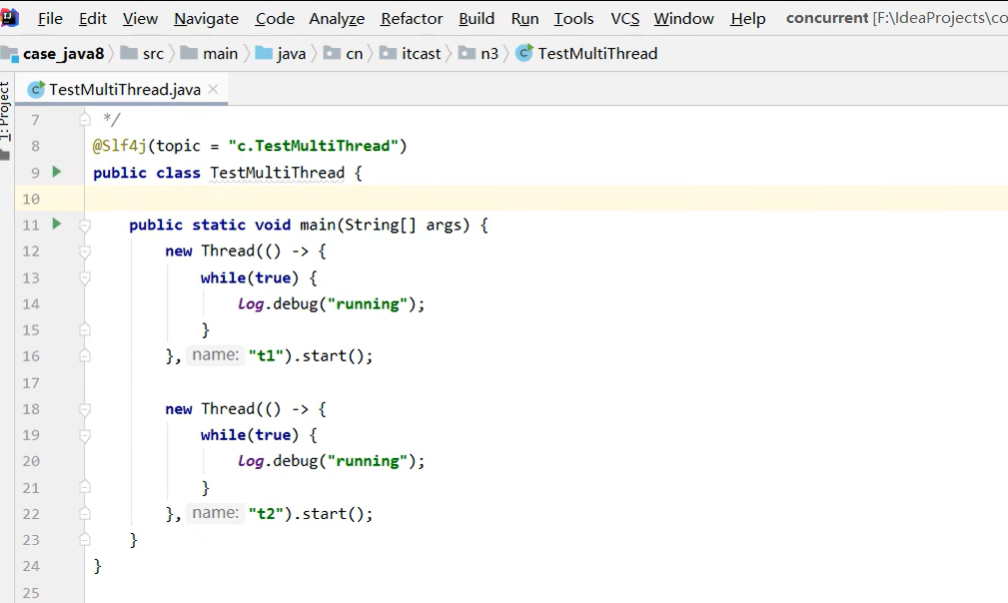 File Edit View Navigate Code Analyze Refactor Build Run Tools VCS Window Help concurrent [F:\IdeaProjects\co
case_java8 src main java cn itcast n3 TestMultiThread
1: Project
TestMultiThread.java
7 */
8 @Slf4j(topic = "c.TestMultiThread")
9 public class TestMultiThread {
10
11 public static void main(String[] args) {
12 new Thread(() -> {
13 while(true) {
14 log.debug("running");
15 }
16 }, name: "t1").start();
17
18 new Thread(() -> {
19 while(true) {
20 log.debug("running");
21 }
22 }, name: "t2").start();
23 }
24 }
25